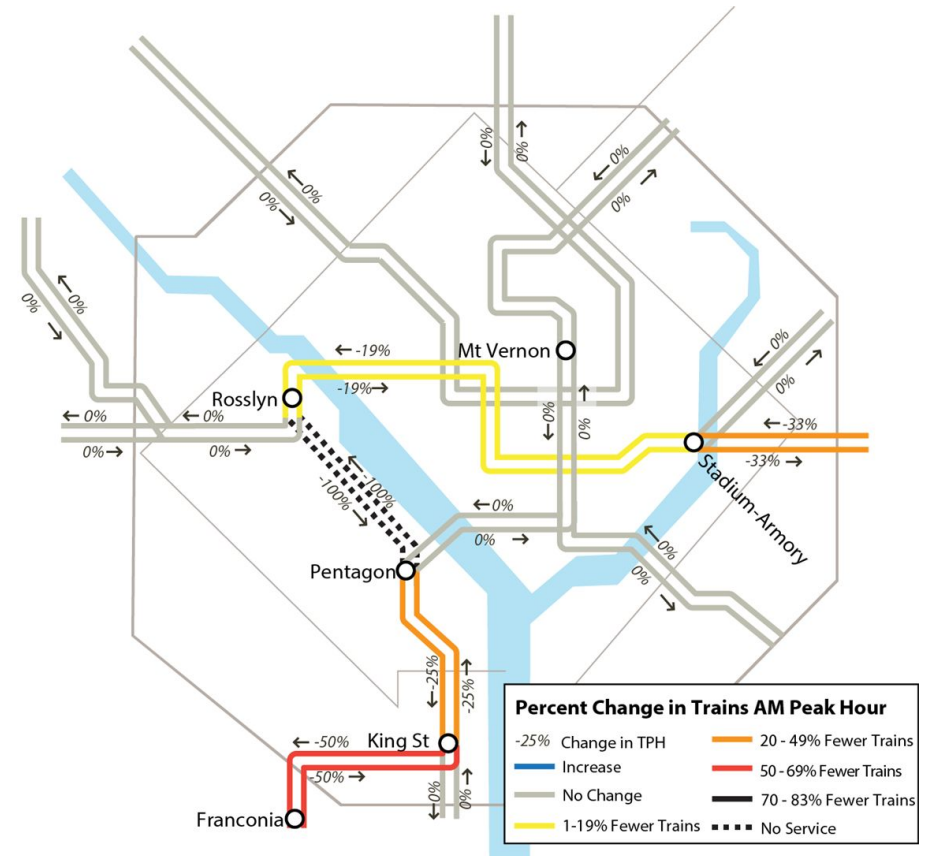 ←0%
0%→
←0%
0% →
←0%
0% →
←0%
0% →
←-19%
-19%→
Mt Vernon
Rosslyn
←0%
0%→
←0%
0%→
←0%
0%
←0%
0% →
←-33%
-33% →
Stadium-Armory
←-100%
-100% →
←0%
0% →
Pentagon
←0%
0% →
←-25%
-25% →
King St
←-50%
-50% →
←0%
0% →
Franconia
Percent Change in Trains AM Peak Hour
-25% Change in TPH
Increase
No Change
1-19% Fewer Trains
20 - 49% Fewer Trains
50 - 69% Fewer Trains
70 - 83% Fewer Trains
No Service